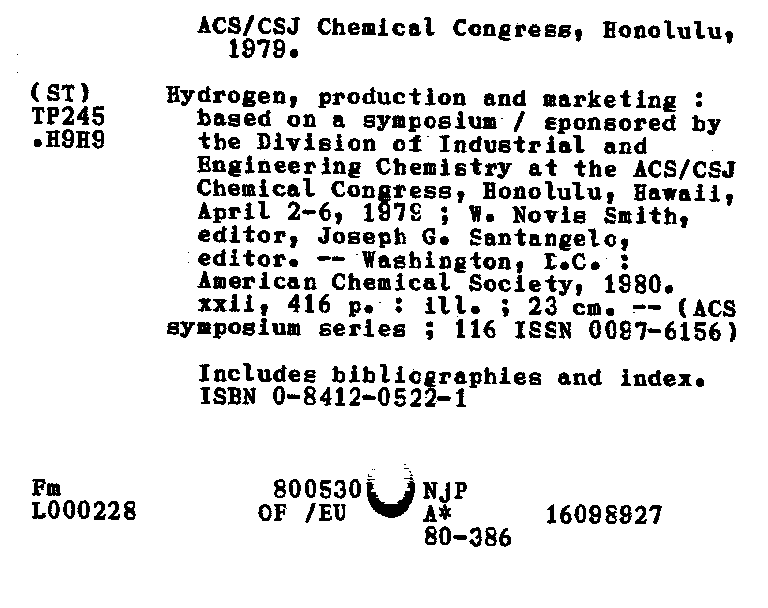 ACS/CSJ Chemical Congress, Honolulu,
1979.
(ST) Hydrogen, production and marketing :
TP245 based on a symposium / sponsored by
.H9H9 the Division of Industrial and
Engineering Chemistry at the ACS/CSJ
Chemical Congress, Honolulu, Hawaii,
April 2-6, 1979 ; W. Novis Smith,
editor, Joseph G. Santangelo,
editor. -- Washington, D.C. :
American Chemical Society, 1980.
xxii, 416 p. : ill. ; 23 cm. -- (ACS
symposium series ; 116 ISSN 0097-6156)
Includes bibliographies and index.
ISBN 0-8412-0522-1
Fm 800530 NjP
L000228 OF /EU A* 16098927
80-386